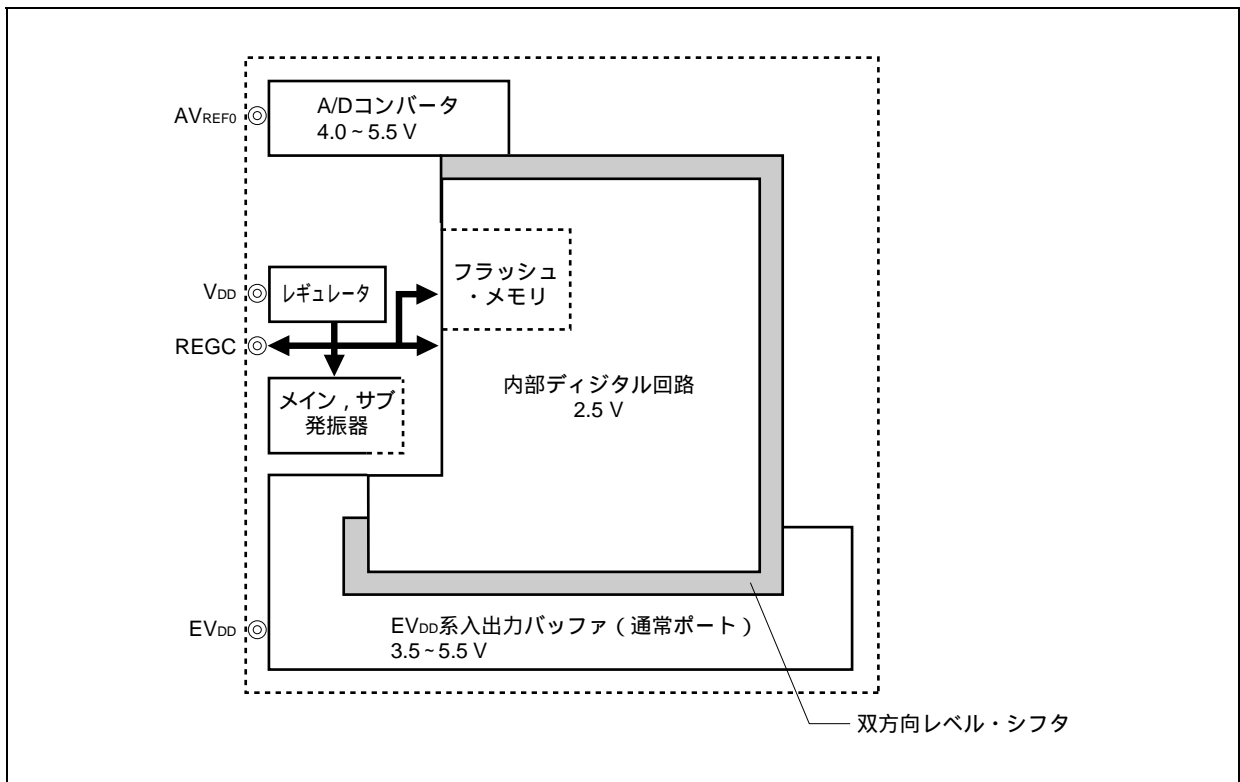 AVREF0
A/Dコンバータ
4.0~5.5 V
フラッシュ
・メモリ
VDD
レギュレータ
REGC
メイン,サブ
発振器
内部ディジタル回路
2.5 V
EVDD
EVDD系入出力バッファ(通常ポート)
3.5~5.5 V
双方向レベル・シフタ